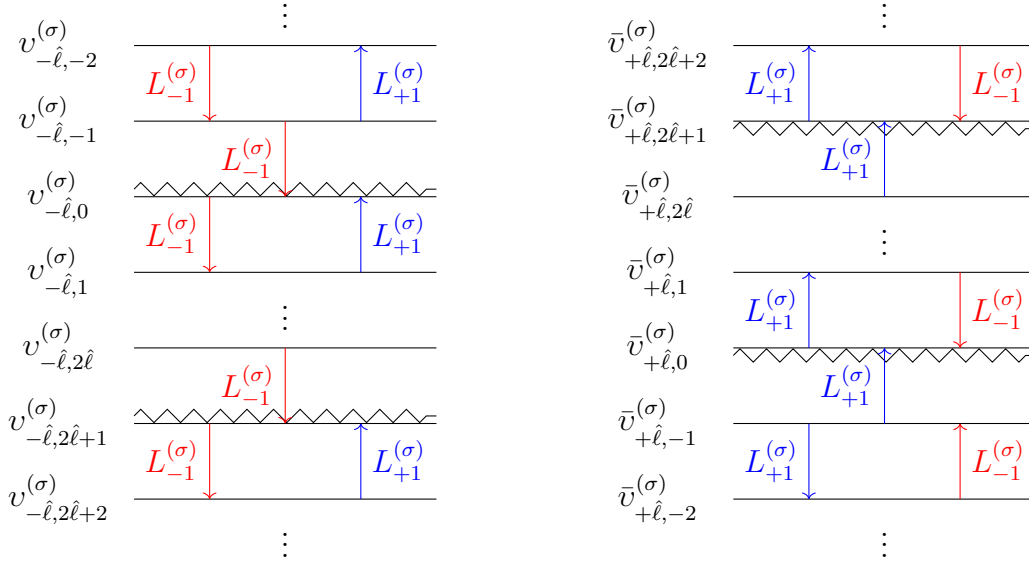 ⋮
υ^{(σ)}_{-ℓ̂,-2}
L^{(σ)}_{-1} L^{(σ)}_{+1}
υ^{(σ)}_{-ℓ̂,-1}
L^{(σ)}_{-1}
υ^{(σ)}_{-ℓ̂,0}
L^{(σ)}_{-1} L^{(σ)}_{+1}
υ^{(σ)}_{-ℓ̂,1}
⋮
υ^{(σ)}_{-ℓ̂,2ℓ̂}
L^{(σ)}_{-1}
υ^{(σ)}_{-ℓ̂,2ℓ̂+1}
L^{(σ)}_{-1} L^{(σ)}_{+1}
υ^{(σ)}_{-ℓ̂,2ℓ̂+2}
⋮
⋮
ῡ^{(σ)}_{+ℓ̂,2ℓ̂+2}
L^{(σ)}_{+1} L^{(σ)}_{-1}
ῡ^{(σ)}_{+ℓ̂,2ℓ̂+1}
L^{(σ)}_{+1}
ῡ^{(σ)}_{+ℓ̂,2ℓ̂}
⋮
ῡ^{(σ)}_{+ℓ̂,1}
L^{(σ)}_{+1} L^{(σ)}_{-1}
ῡ^{(σ)}_{+ℓ̂,0}
L^{(σ)}_{+1}
ῡ^{(σ)}_{+ℓ̂,-1}
L^{(σ)}_{+1} L^{(σ)}_{-1}
ῡ^{(σ)}_{+ℓ̂,-2}
⋮